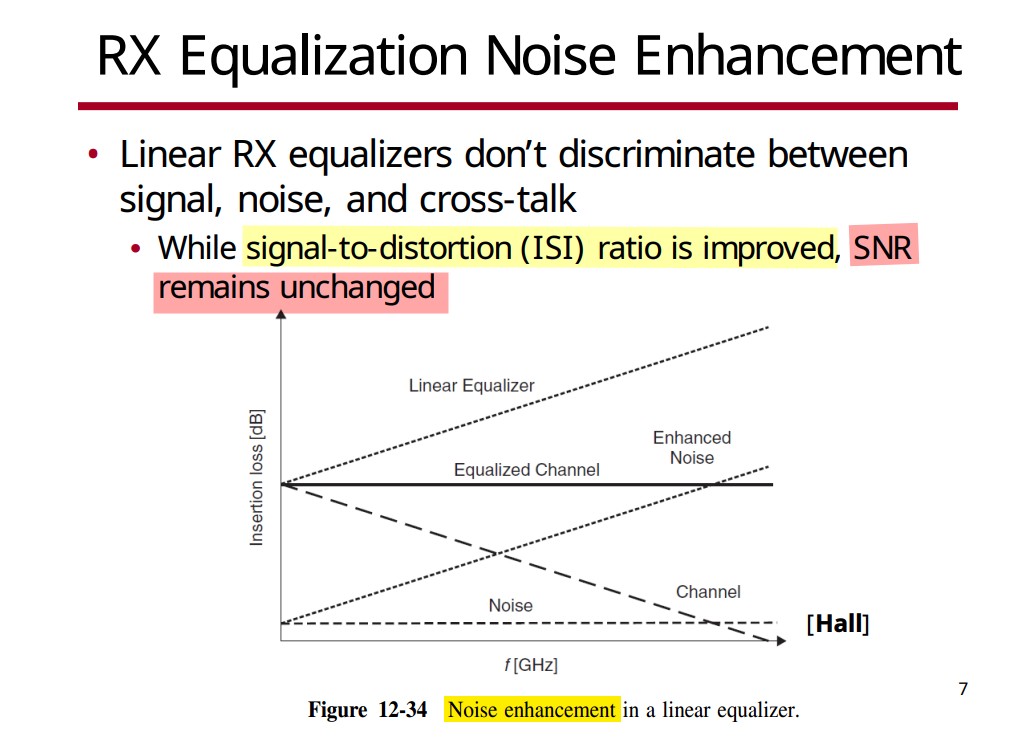 RX Equalization Noise Enhancement
• Linear RX equalizers don't discriminate between
signal, noise, and cross-talk
• While signal-to-distortion (ISI) ratio is improved, SNR
remains unchanged
Linear Equalizer
Enhanced
Noise
Equalized Channel
Insertion loss [dB]
Channel
Noise
[Hall]
f [GHz]
7
Figure 12-34 Noise enhancement in a linear equalizer.